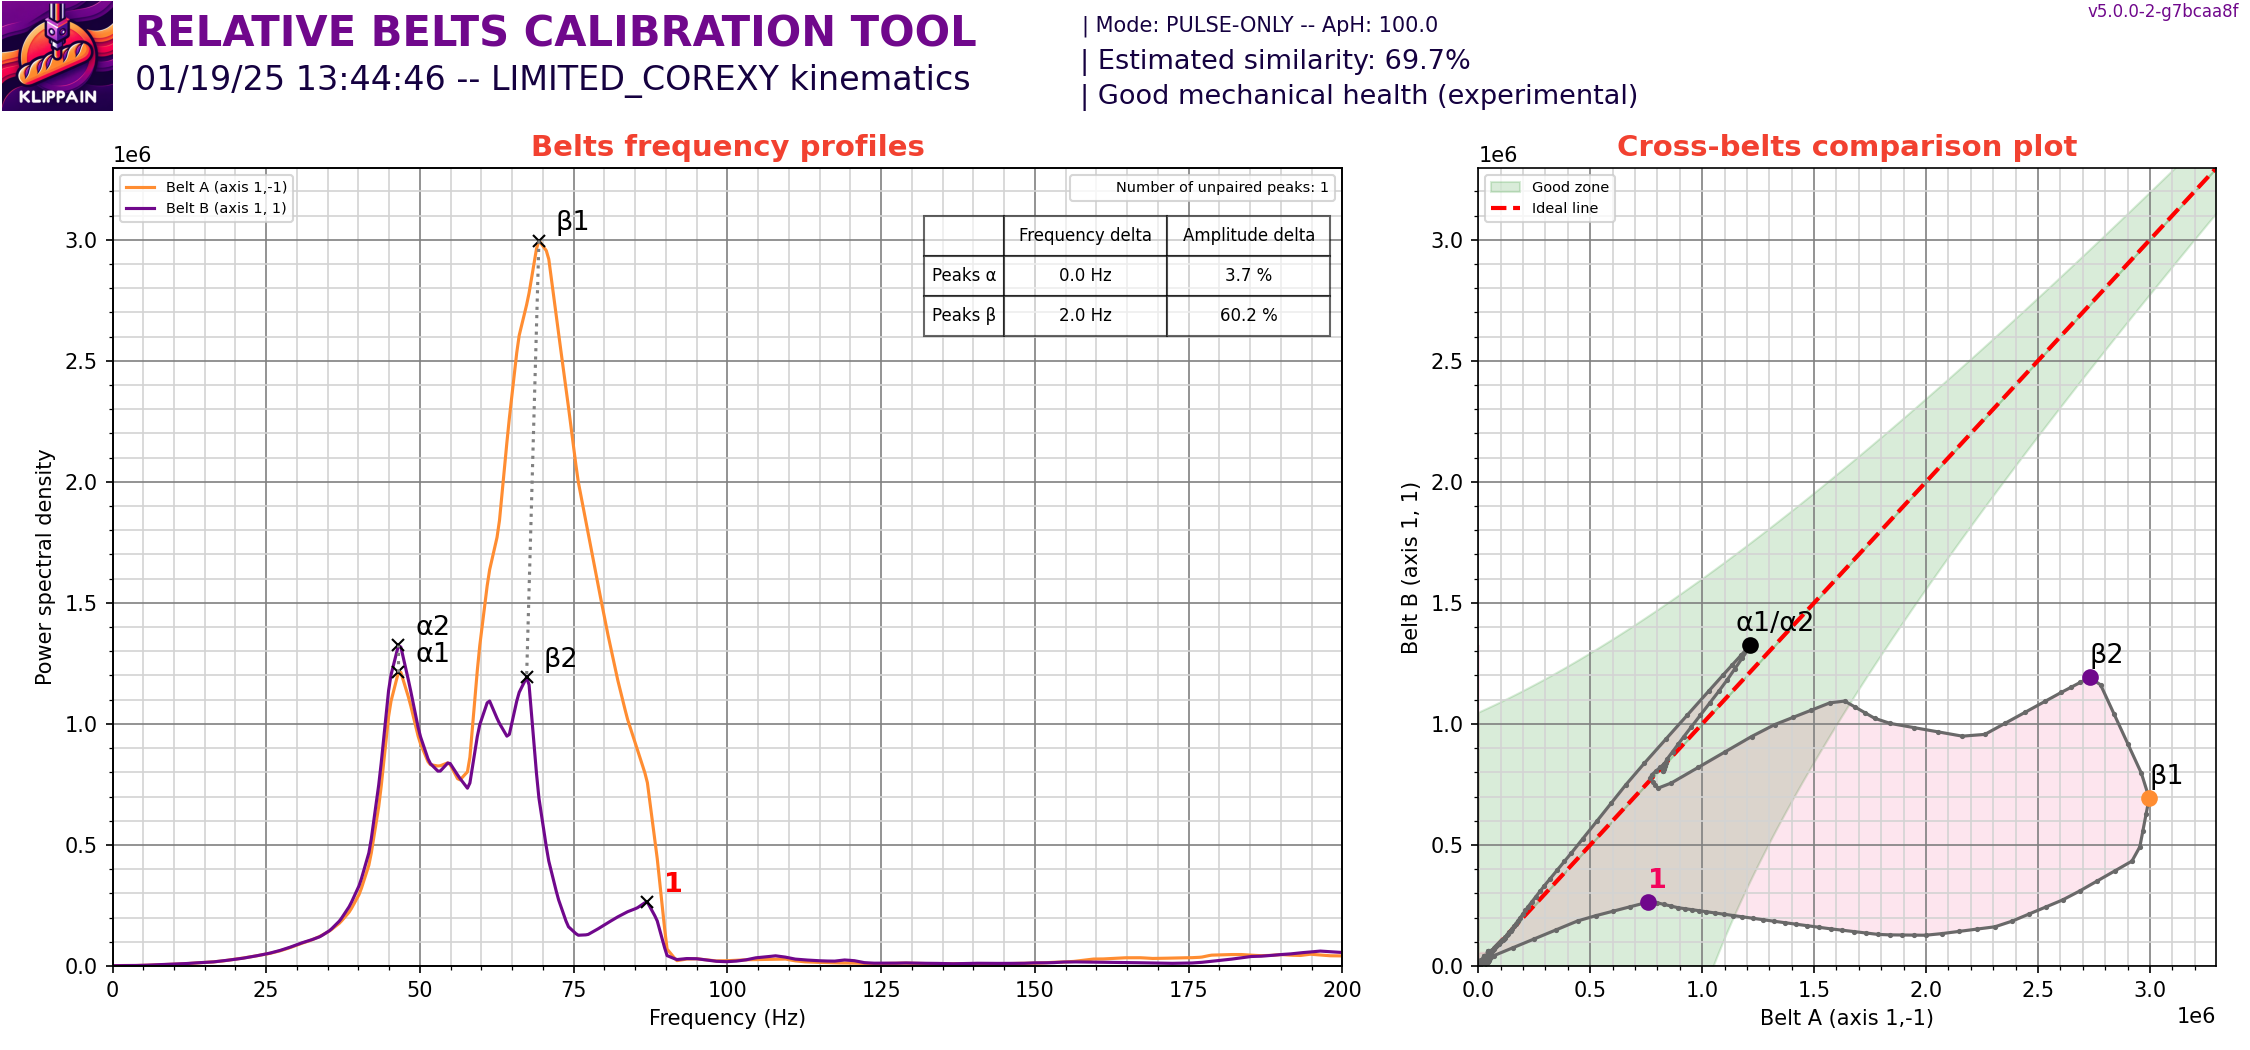 KLIPPAIN
RELATIVE BELTS CALIBRATION TOOL
01/19/25 13:44:46 -- LIMITED_COREXY kinematics
| Mode: PULSE-ONLY -- ApH: 100.0
| Estimated similarity: 69.7%
| Good mechanical health (experimental)
v5.0.0-2-g7bcaa8f
Belts frequency profiles
1e6
Belt A (axis 1,-1)
Belt B (axis 1, 1)
Number of unpaired peaks: 1
Frequency delta Amplitude delta
Peaks α 0.0 Hz 3.7 %
Peaks β 2.0 Hz 60.2 %
β1
α2
α1
β2
1
3.0
2.5
2.0
1.5
1.0
0.5
0.0
Power spectral density
0 25 50 75 100 125 150 175 200
Frequency (Hz)
Cross-belts comparison plot
1e6
Good zone
Ideal line
α1/α2
β2
β1
1
3.0
2.5
2.0
1.5
1.0
0.5
0.0
Belt B (axis 1, 1)
0.0 0.5 1.0 1.5 2.0 2.5 3.0
Belt A (axis 1,-1)
1e6